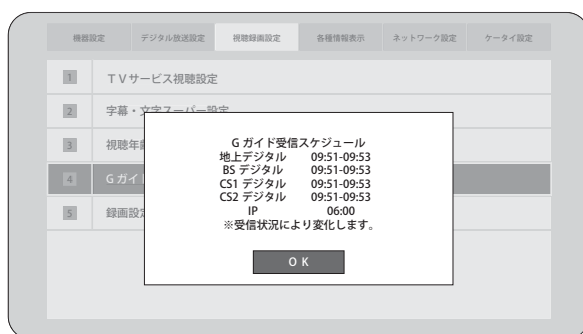 機器設定 デジタル放送設定 視聴録画設定 各種情報表示 ネットワーク設定 ケータイ設定
1 TVサービス視聴設定
2 字幕・文字スーパー設定
3 視聴年齢
4 Gガイド
5 録画設定
Gガイド受信スケジュール
地上デジタル 09:51-09:53
BSデジタル 09:51-09:53
CS1デジタル 09:51-09:53
CS2デジタル 09:51-09:53
IP 06:00
※受信状況により変化します。
OK